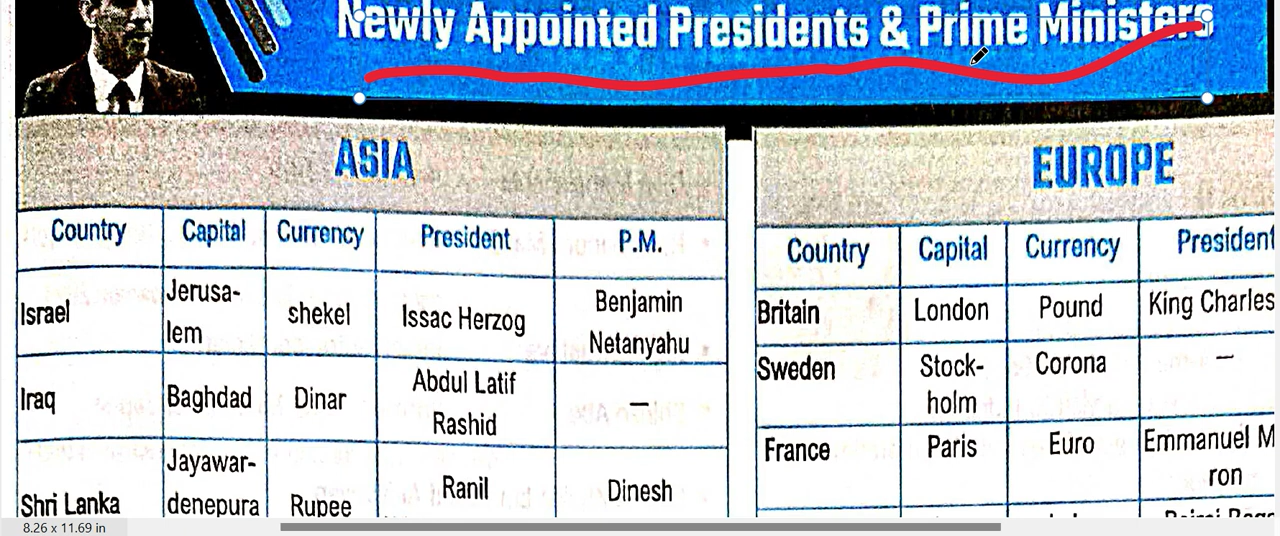 Newly Appointed Presidents & Prime Ministers
ASIA
Country Capital Currency President P.M.
Israel Jerusa-
lem shekel Issac Herzog Benjamin
Netanyahu
Iraq Baghdad Dinar Abdul Latif
Rashid —
Shri Lanka Jayawar-
denepura Rupee Ranil Dinesh
EUROPE
Country Capital Currency President
Britain London Pound King Charles
Sweden Stock-
holm Corona —
France Paris Euro Emmanuel M
ron
8.26 x 11.69 in